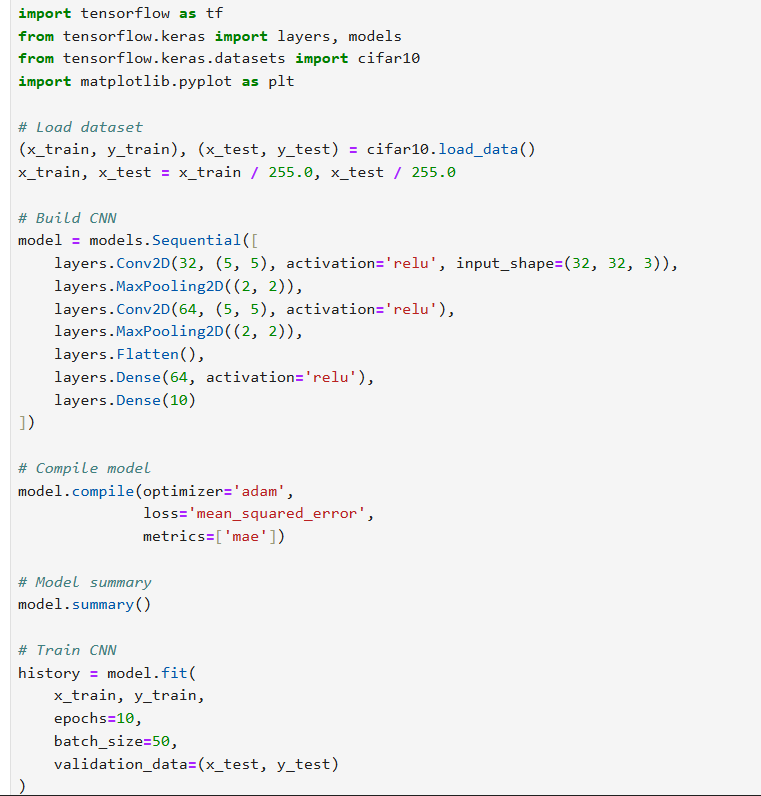 import tensorflow as tf
from tensorflow.keras import layers, models
from tensorflow.keras.datasets import cifar10
import matplotlib.pyplot as plt

# Load dataset
(x_train, y_train), (x_test, y_test) = cifar10.load_data()
x_train, x_test = x_train / 255.0, x_test / 255.0

# Build CNN
model = models.Sequential([
    layers.Conv2D(32, (5, 5), activation='relu', input_shape=(32, 32, 3)),
    layers.MaxPooling2D((2, 2)),
    layers.Conv2D(64, (5, 5), activation='relu'),
    layers.MaxPooling2D((2, 2)),
    layers.Flatten(),
    layers.Dense(64, activation='relu'),
    layers.Dense(10)
])

# Compile model
model.compile(optimizer='adam',
              loss='mean_squared_error',
              metrics=['mae'])

# Model summary
model.summary()

# Train CNN
history = model.fit(
    x_train, y_train,
    epochs=10,
    batch_size=50,
    validation_data=(x_test, y_test)
)